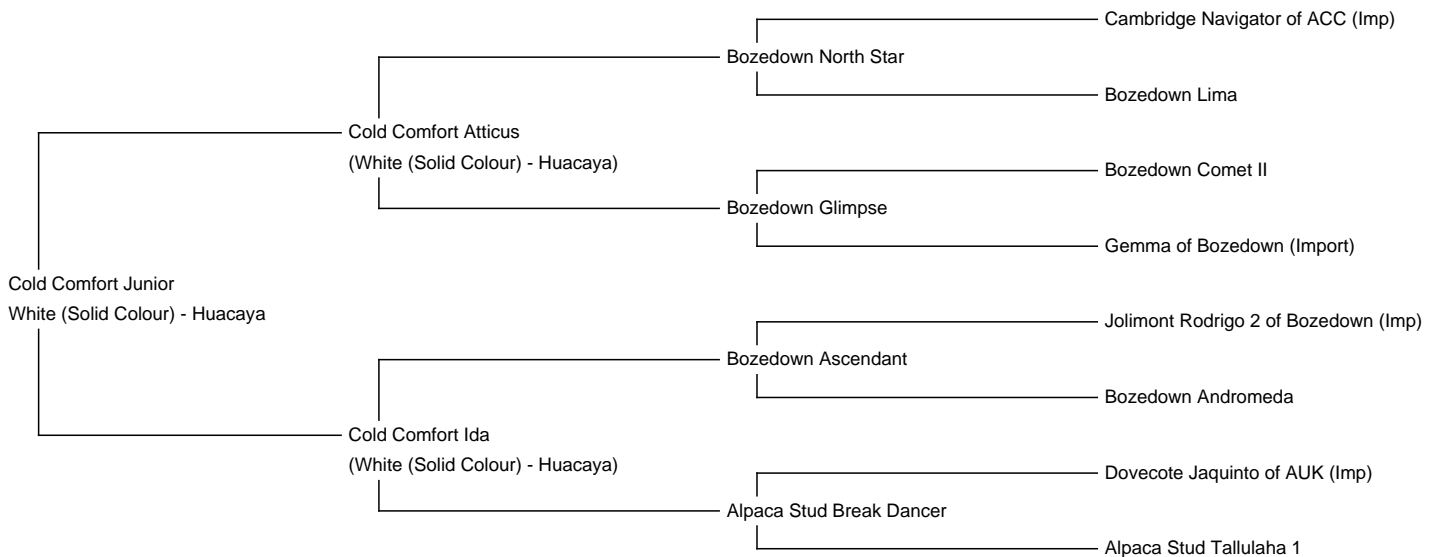 Cambridge Navigator of ACC (Imp)
Bozedown North Star
Bozedown Lima
Cold Comfort Atticus
(White (Solid Colour) - Huacaya)
Bozedown Comet II
Bozedown Glimpse
Gemma of Bozedown (Import)
Cold Comfort Junior
White (Solid Colour) - Huacaya
Jolimont Rodrigo 2 of Bozedown (Imp)
Bozedown Ascendant
Bozedown Andromeda
Cold Comfort Ida
(White (Solid Colour) - Huacaya)
Dovecote Jaquinto of AUK (Imp)
Alpaca Stud Break Dancer
Alpaca Stud Tallulaha 1